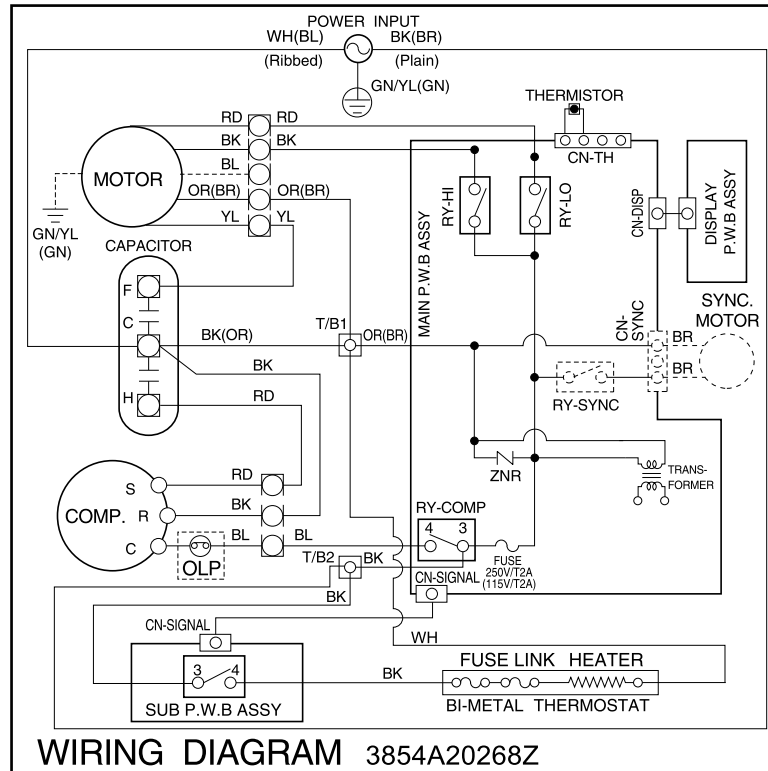 POWER INPUT
WH(BL)
BK(BR)
(Ribbed)
(Plain)
GN/YL(GN)
THERMISTOR
CN-TH
RD
RD
BK
BK
BL
OR(BR)
OR(BR)
YL
YL
MOTOR
GN/YL
(GN)
RY-HI
RY-LO
MAIN P.W.B ASSY
CN-DISP
DISPLAY
P.W.B ASSY
CAPACITOR
F
C
H
BK(OR)
T/B1
OR(BR)
BK
RD
CN-
SYNC
SYNC.
MOTOR
BR
BR
RY-SYNC
ZNR
TRANS-
FORMER
COMP.
S
R
C
RD
BK
BL
BL
OLP
RY-COMP
4
3
FUSE
250V/T2A
(115V/T2A)
T/B2
BK
BK
CN-SIGNAL
CN-SIGNAL
WH
3
4
SUB P.W.B ASSY
BK
FUSE LINK HEATER
BI-METAL THERMOSTAT
WIRING DIAGRAM 3854A20268Z